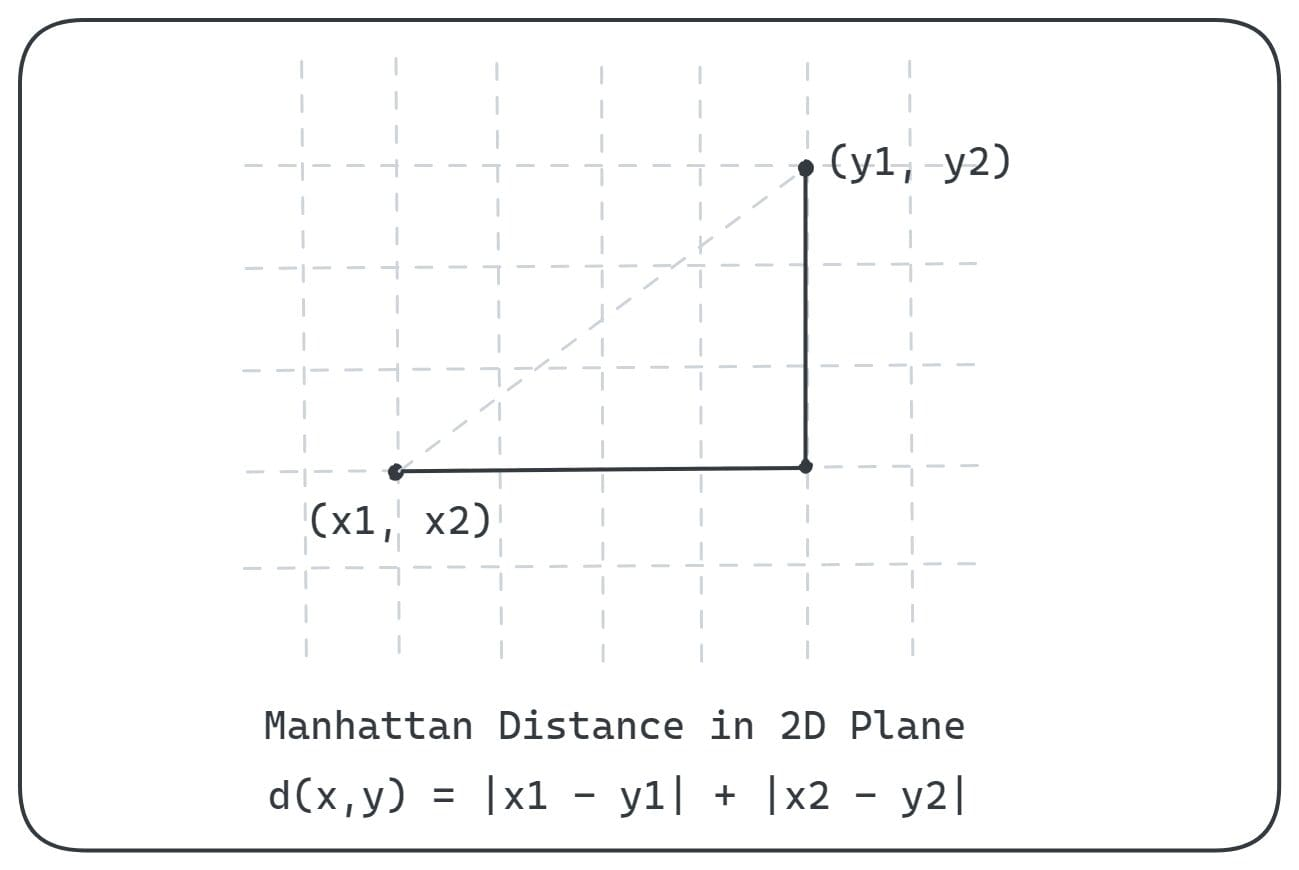 (y1, y2)
(x1, x2)
Manhattan Distance in 2D Plane
d(x,y) = |x1 − y1| + |x2 − y2|